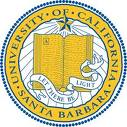 UNIVERSITY · OF · CALIFORNIA
LET THERE BE
LIGHT
SANTA BARBARA